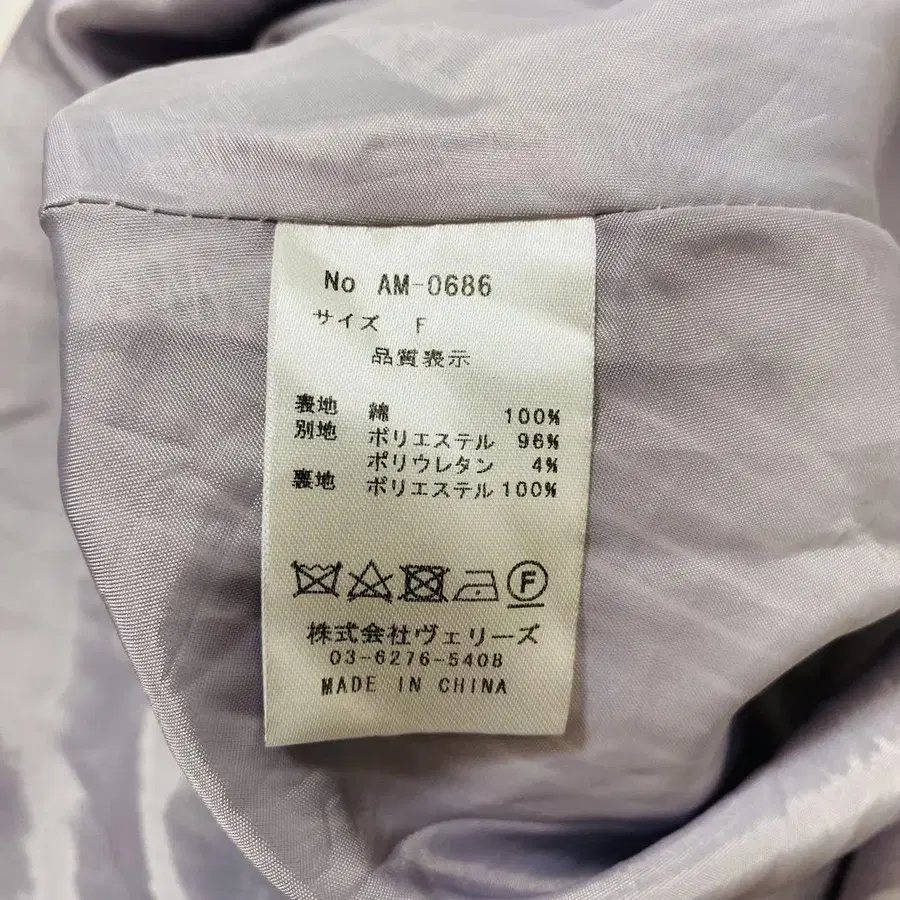 No AM-0686
サイズ F
品質表示
表地 綿 100%
別地 ポリエステル 96%
ポリウレタン 4%
裏地 ポリエステル 100%
F
株式会社ヴェリーズ
03-6276-5408
MADE IN CHINA